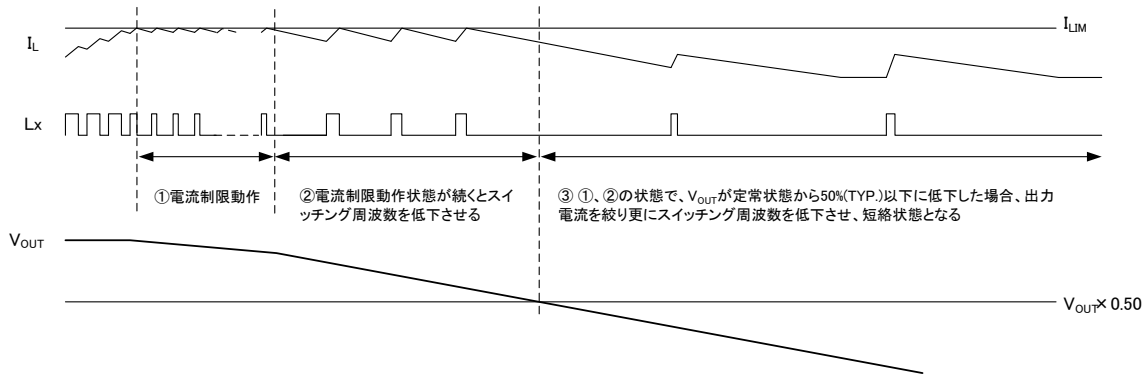 I_L
I_LIM
Lx
①電流制限動作
②電流制限動作状態が続くとスイ
ッチング周波数を低下させる
③ ①、②の状態で、V_OUTが定常状態から50%(TYP.)以下に低下した場合、出力
電流を絞り更にスイッチング周波数を低下させ、短絡状態となる
V_OUT
V_OUT×0.50